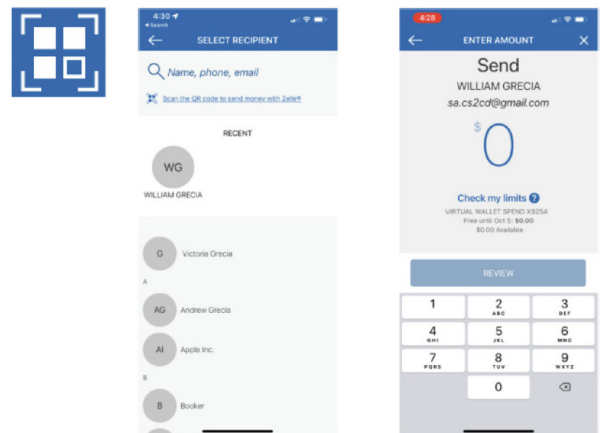 4:30
Search
SELECT RECIPIENT
Name, phone, email
Scan the QR code to send money with Zelle®
RECENT
WG
WILLIAM GRECIA
G Victoria Grecia
A
AG Andrew Grecia
AI Apple Inc.
B
B Booker
4:28
ENTER AMOUNT X
Send
WILLIAM GRECIA
sa.cs2cd@gmail.com
$0
Check my limits ?
VIRTUAL WALLET SPEND X9254
Free until Oct 5: $0.00
$0.00 Available
REVIEW
1 2 3
ABC DEF
4 5 6
GHI JKL MNO
7 8 9
PQRS TUV WXYZ
0